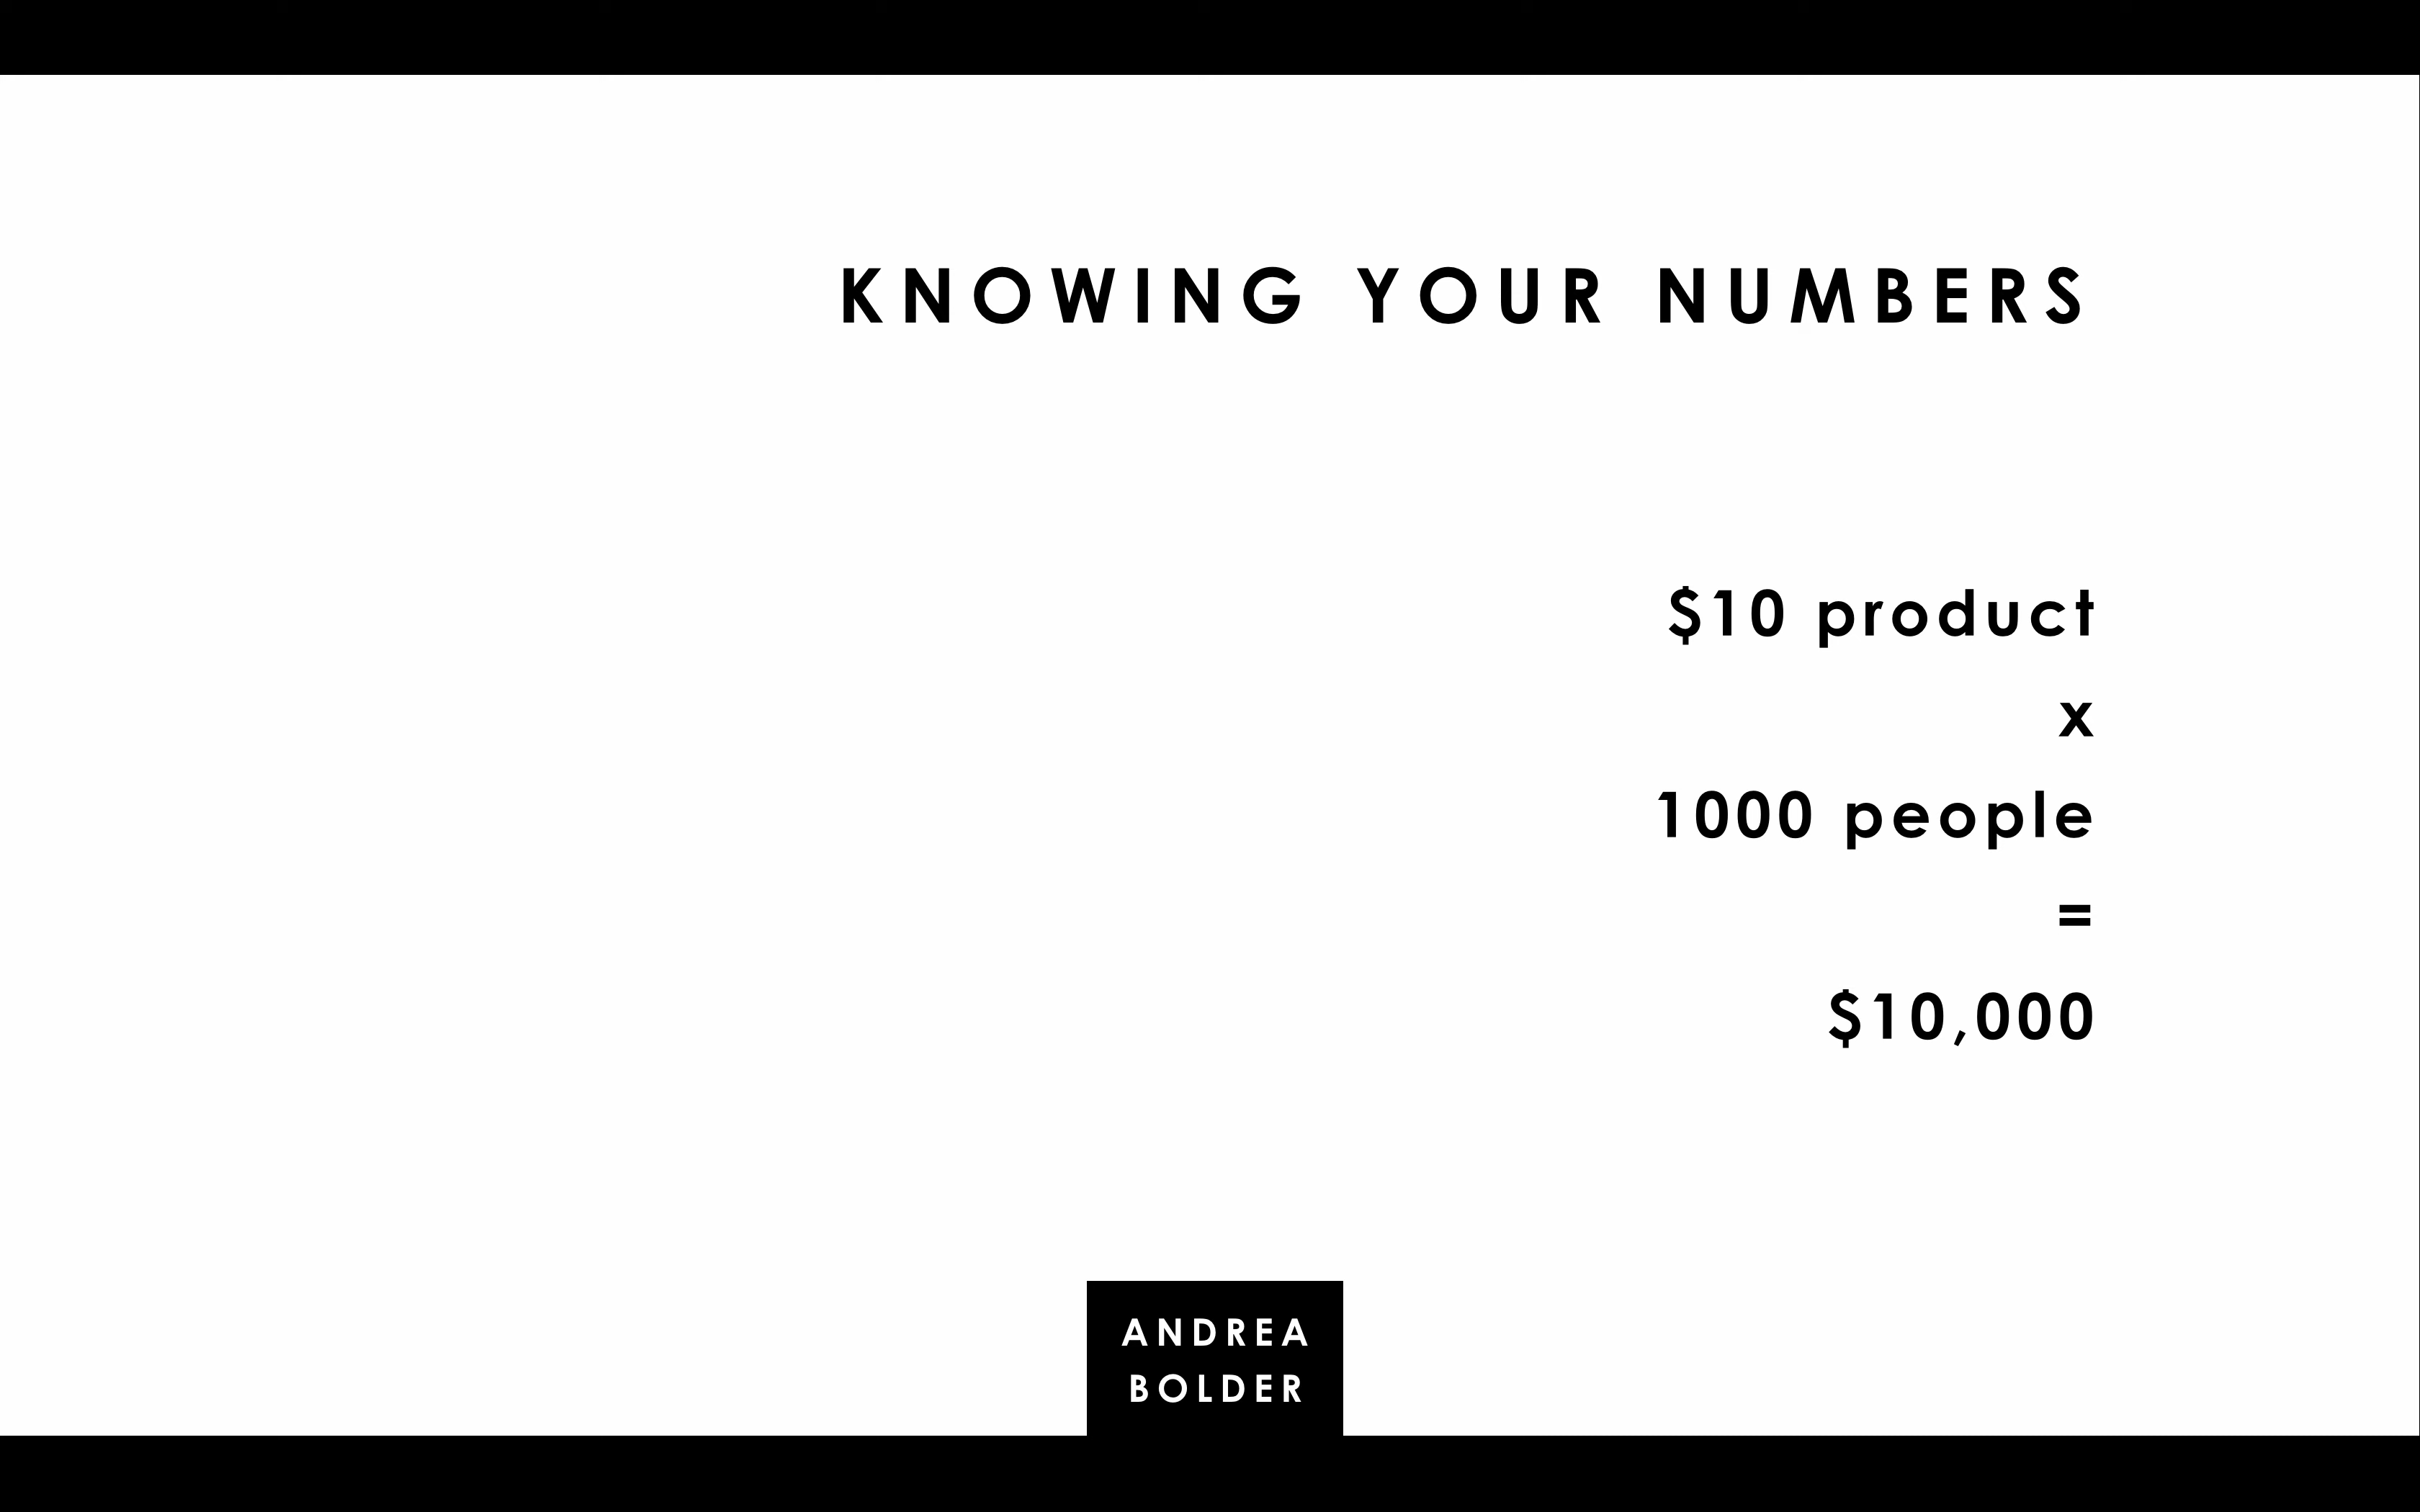 KNOWING YOUR NUMBERS
$10 product
x
1000 people
=
$10,000
ANDREA
BOLDER